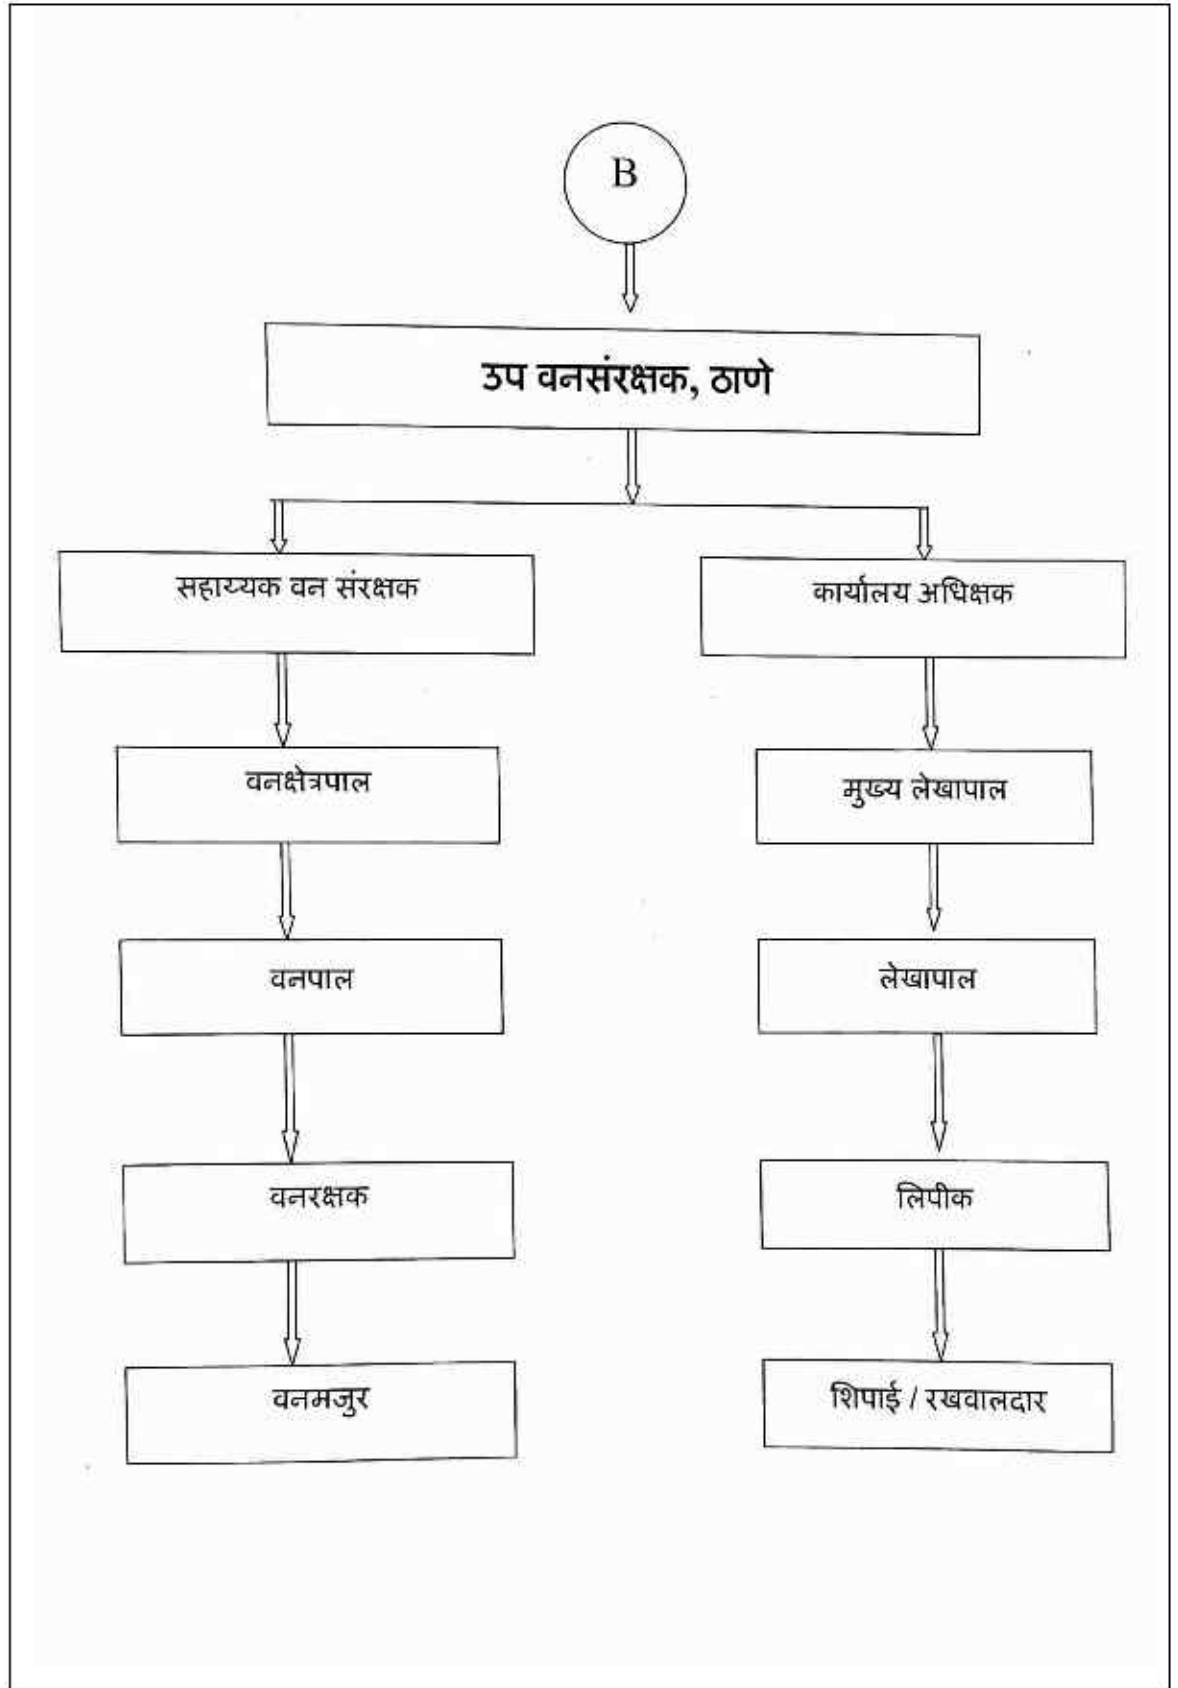 B
उप वनसंरक्षक, ठाणे
सहाय्यक वन संरक्षक
कार्यालय अधिक्षक
वनक्षेत्रपाल
मुख्य लेखापाल
वनपाल
लेखापाल
वनरक्षक
लिपीक
वनमजुर
शिपाई / रखवालदार